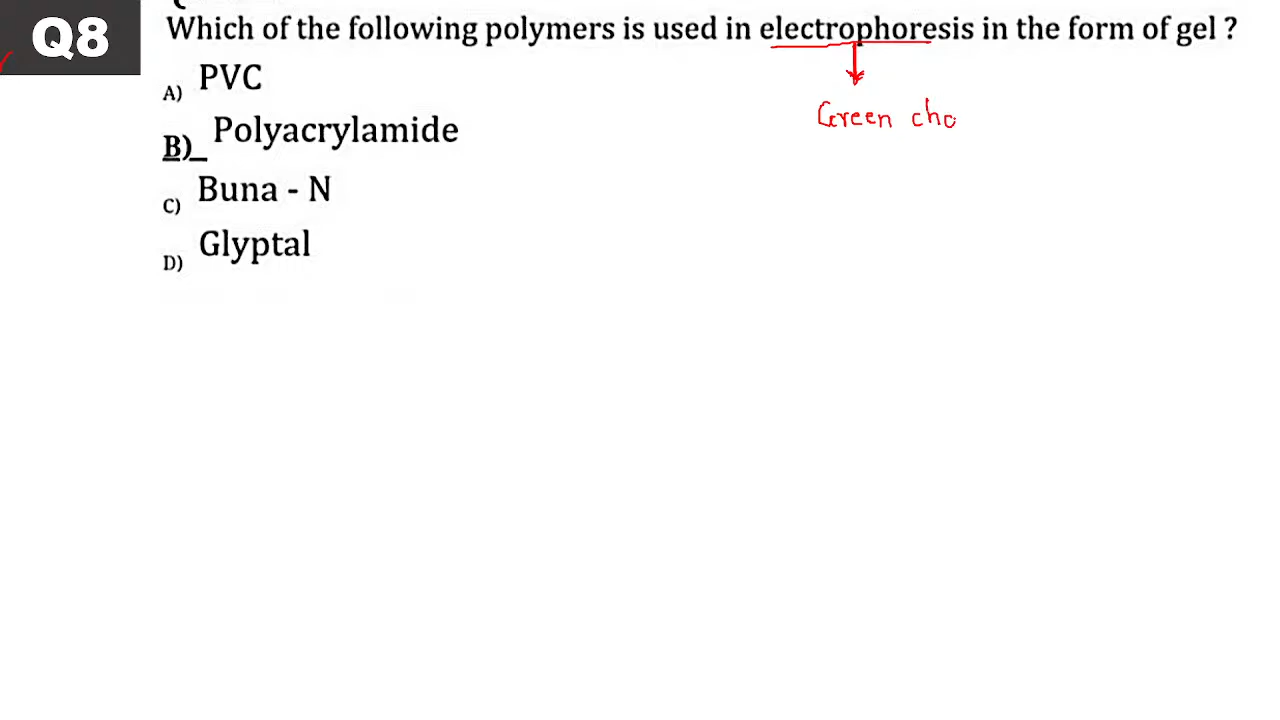 Q8
Which of the following polymers is used in electrophoresis in the form of gel ?
Green cho
A) PVC
B) Polyacrylamide
C) Buna - N
D) Glyptal